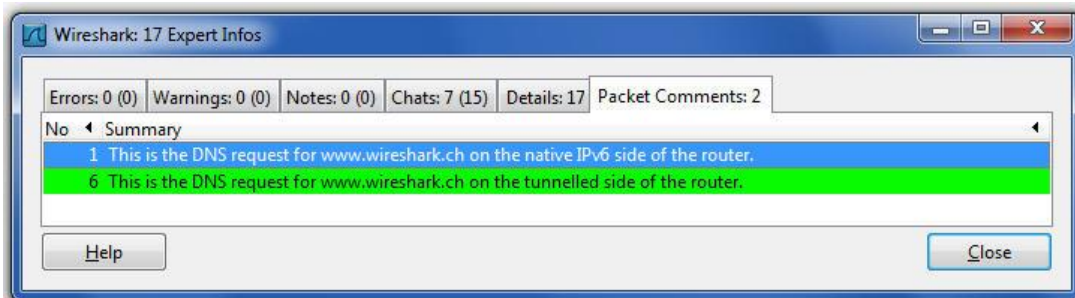 Wireshark: 17 Expert Infos
Errors: 0 (0) Warnings: 0 (0) Notes: 0 (0) Chats: 7 (15) Details: 17 Packet Comments: 2
No Summary
1 This is the DNS request for www.wireshark.ch on the native IPv6 side of the router.
6 This is the DNS request for www.wireshark.ch on the tunnelled side of the router.
Help Close